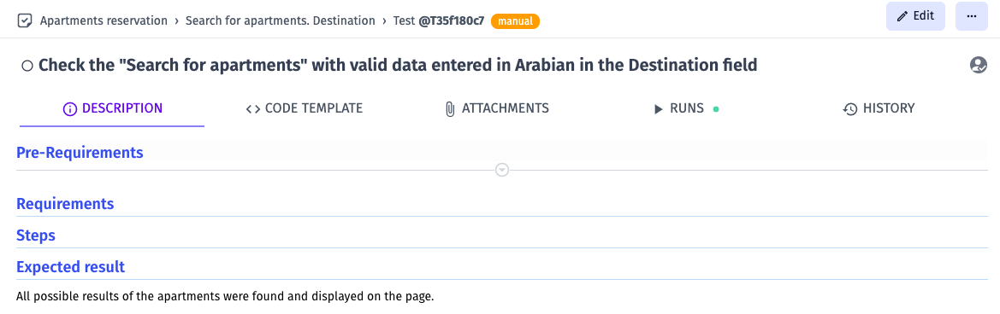 Apartments reservation › Search for apartments. Destination › Test @T35f180c7 manual
Edit ...
Check the "Search for apartments" with valid data entered in Arabian in the Destination field
DESCRIPTION <> CODE TEMPLATE ATTACHMENTS RUNS HISTORY
Pre-Requirements
Requirements
Steps
Expected result
All possible results of the apartments were found and displayed on the page.